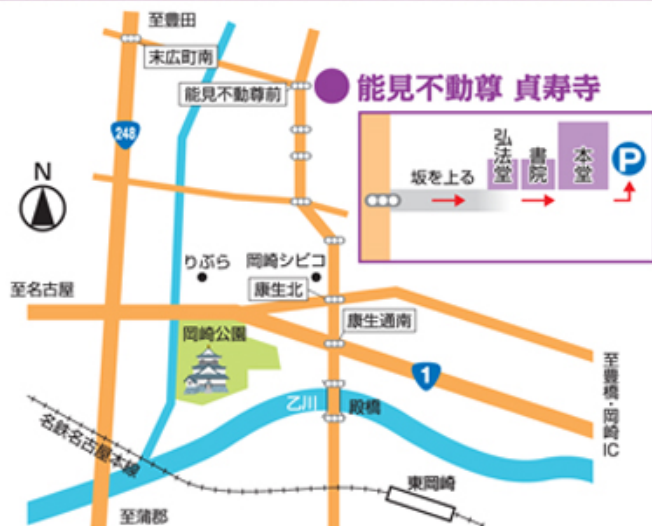 至豊田
末広町南
能見不動尊前
能見不動尊 貞寿寺
248
弘法堂
書院
本堂
P
坂を上る
N
りぶら
岡崎シビコ
至名古屋
康生北
康生通南
岡崎公園
1
至豊橋・岡崎IC
乙川
殿橋
名鉄名古屋本線
東岡崎
至蒲郡